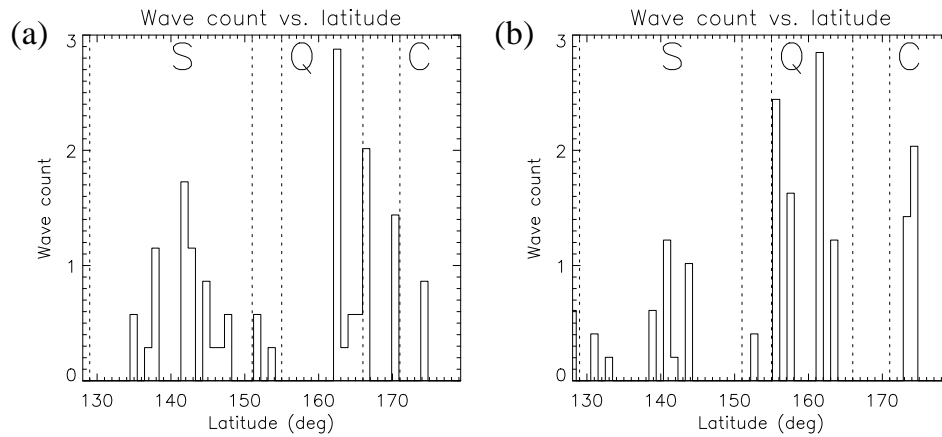 (a)
Wave count vs. latitude
S Q C
Wave count
3
2
1
0
130 140 150 160 170
Latitude (deg)
(b)
Wave count vs. latitude
S Q C
Wave count
3
2
1
0
130 140 150 160 170
Latitude (deg)